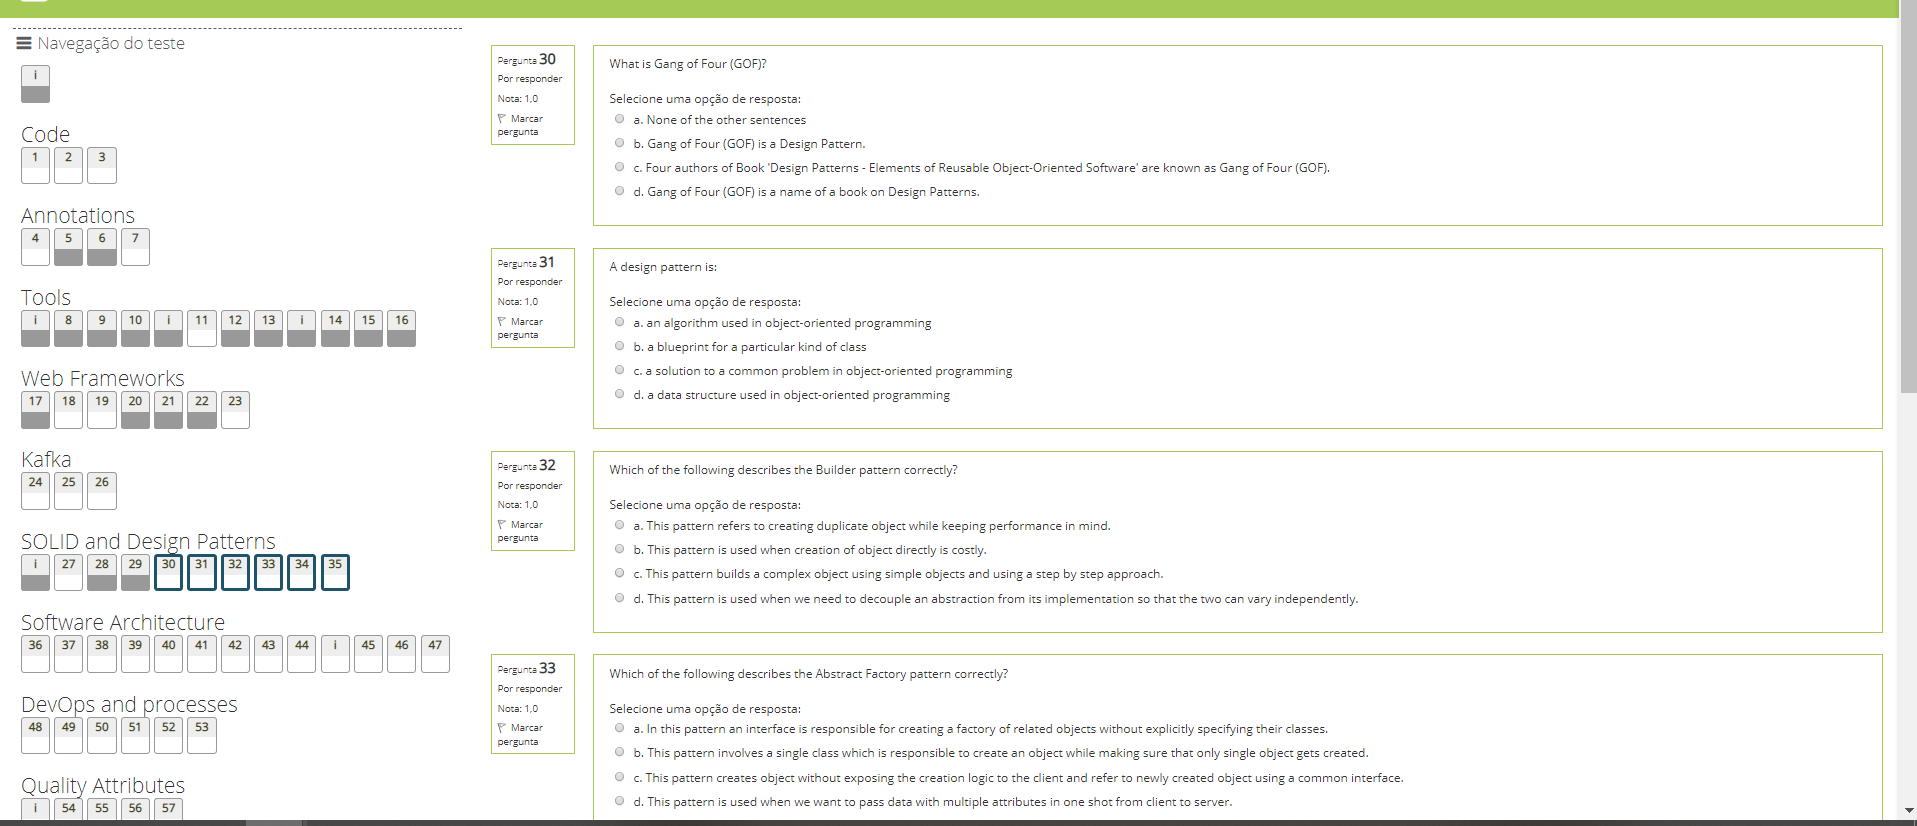 Navegação do teste
i
Code
1 2 3
Annotations
4 5 6 7
Tools
i 8 9 10 i 11 12 13 i 14 15 16
Web Frameworks
17 18 19 20 21 22 23
Kafka
24 25 26
SOLID and Design Patterns
i 27 28 29 30 31 32 33 34 35
Software Architecture
36 37 38 39 40 41 42 43 44 i 45 46 47
DevOps and processes
48 49 50 51 52 53
Quality Attributes
i 54 55 56 57
Pergunta 30
Por responder
Nota: 1,0
Marcar
pergunta
What is Gang of Four (GOF)?
Selecione uma opção de resposta:
a. None of the other sentences
b. Gang of Four (GOF) is a Design Pattern.
c. Four authors of Book 'Design Patterns - Elements of Reusable Object-Oriented Software' are known as Gang of Four (GOF).
d. Gang of Four (GOF) is a name of a book on Design Patterns.
Pergunta 31
Por responder
Nota: 1,0
Marcar
pergunta
A design pattern is:
Selecione uma opção de resposta:
a. an algorithm used in object-oriented programming
b. a blueprint for a particular kind of class
c. a solution to a common problem in object-oriented programming
d. a data structure used in object-oriented programming
Pergunta 32
Por responder
Nota: 1,0
Marcar
pergunta
Which of the following describes the Builder pattern correctly?
Selecione uma opção de resposta:
a. This pattern refers to creating duplicate object while keeping performance in mind.
b. This pattern is used when creation of object directly is costly.
c. This pattern builds a complex object using simple objects and using a step by step approach.
d. This pattern is used when we need to decouple an abstraction from its implementation so that the two can vary independently.
Pergunta 33
Por responder
Nota: 1,0
Marcar
pergunta
Which of the following describes the Abstract Factory pattern correctly?
Selecione uma opção de resposta:
a. In this pattern an interface is responsible for creating a factory of related objects without explicitly specifying their classes.
b. This pattern involves a single class which is responsible to create an object while making sure that only single object gets created.
c. This pattern creates object without exposing the creation logic to the client and refer to newly created object using a common interface.
d. This pattern is used when we want to pass data with multiple attributes in one shot from client to server.